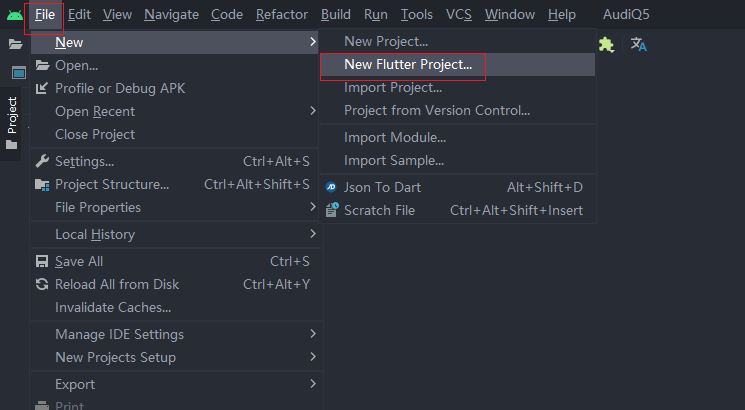 File Edit View Navigate Code Refactor Build Run Tools VCS Window Help AudiQ5
New
Open...
Profile or Debug APK
Open Recent
Close Project
Settings... Ctrl+Alt+S
Project Structure... Ctrl+Alt+Shift+S
File Properties
Local History
Save All Ctrl+S
Reload All from Disk Ctrl+Alt+Y
Invalidate Caches...
Manage IDE Settings
New Projects Setup
Export
Print
New Project...
New Flutter Project...
Import Project...
Project from Version Control...
Import Module...
Import Sample...
Json To Dart Alt+Shift+D
Scratch File Ctrl+Alt+Shift+Insert
Project